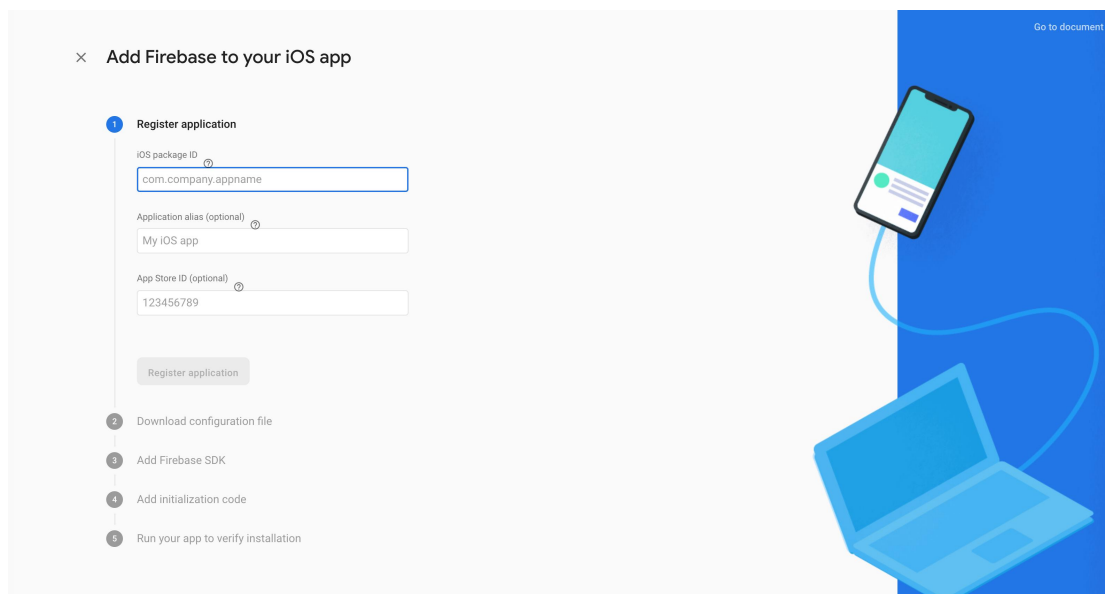 Go to document
Add Firebase to your iOS app
1 Register application
iOS package ID
com.company.appname
Application alias (optional)
My iOS app
App Store ID (optional)
123456789
Register application
2 Download configuration file
3 Add Firebase SDK
4 Add initialization code
5 Run your app to verify installation